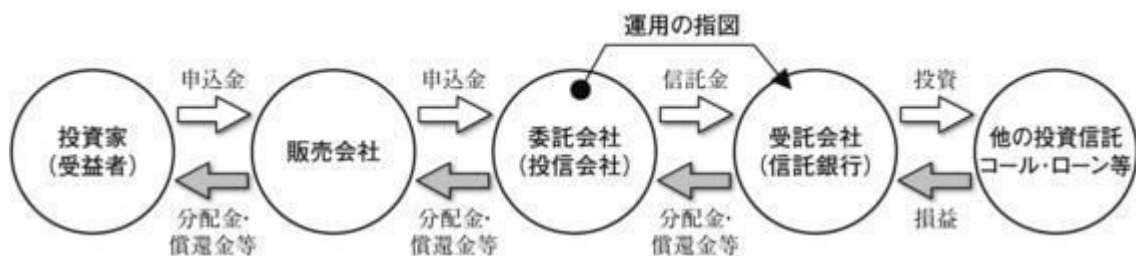 運用の指図
申込金
申込金
信託金
投資
投資家
(受益者)
販売会社
委託会社
(投信会社)
受託会社
(信託銀行)
他の投資信託
コール・ローン等
分配金・
償還金等
分配金・
償還金等
分配金・
償還金等
損益